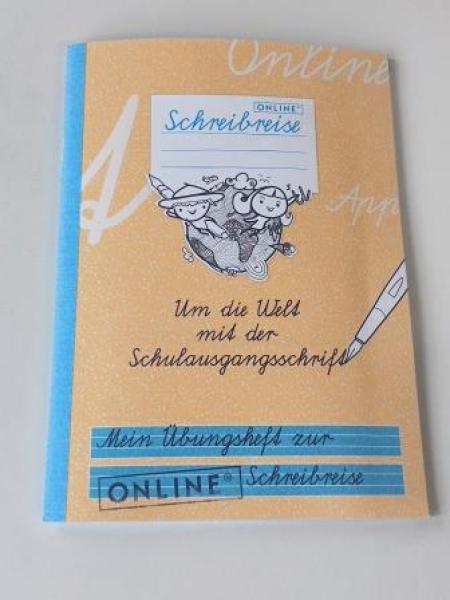 Online
ONLINE®
Schreibreise
A
App
Um die Welt
mit der
Schulausgangsschrift
Mein Übungsheft zur
ONLINE®
Schreibreise